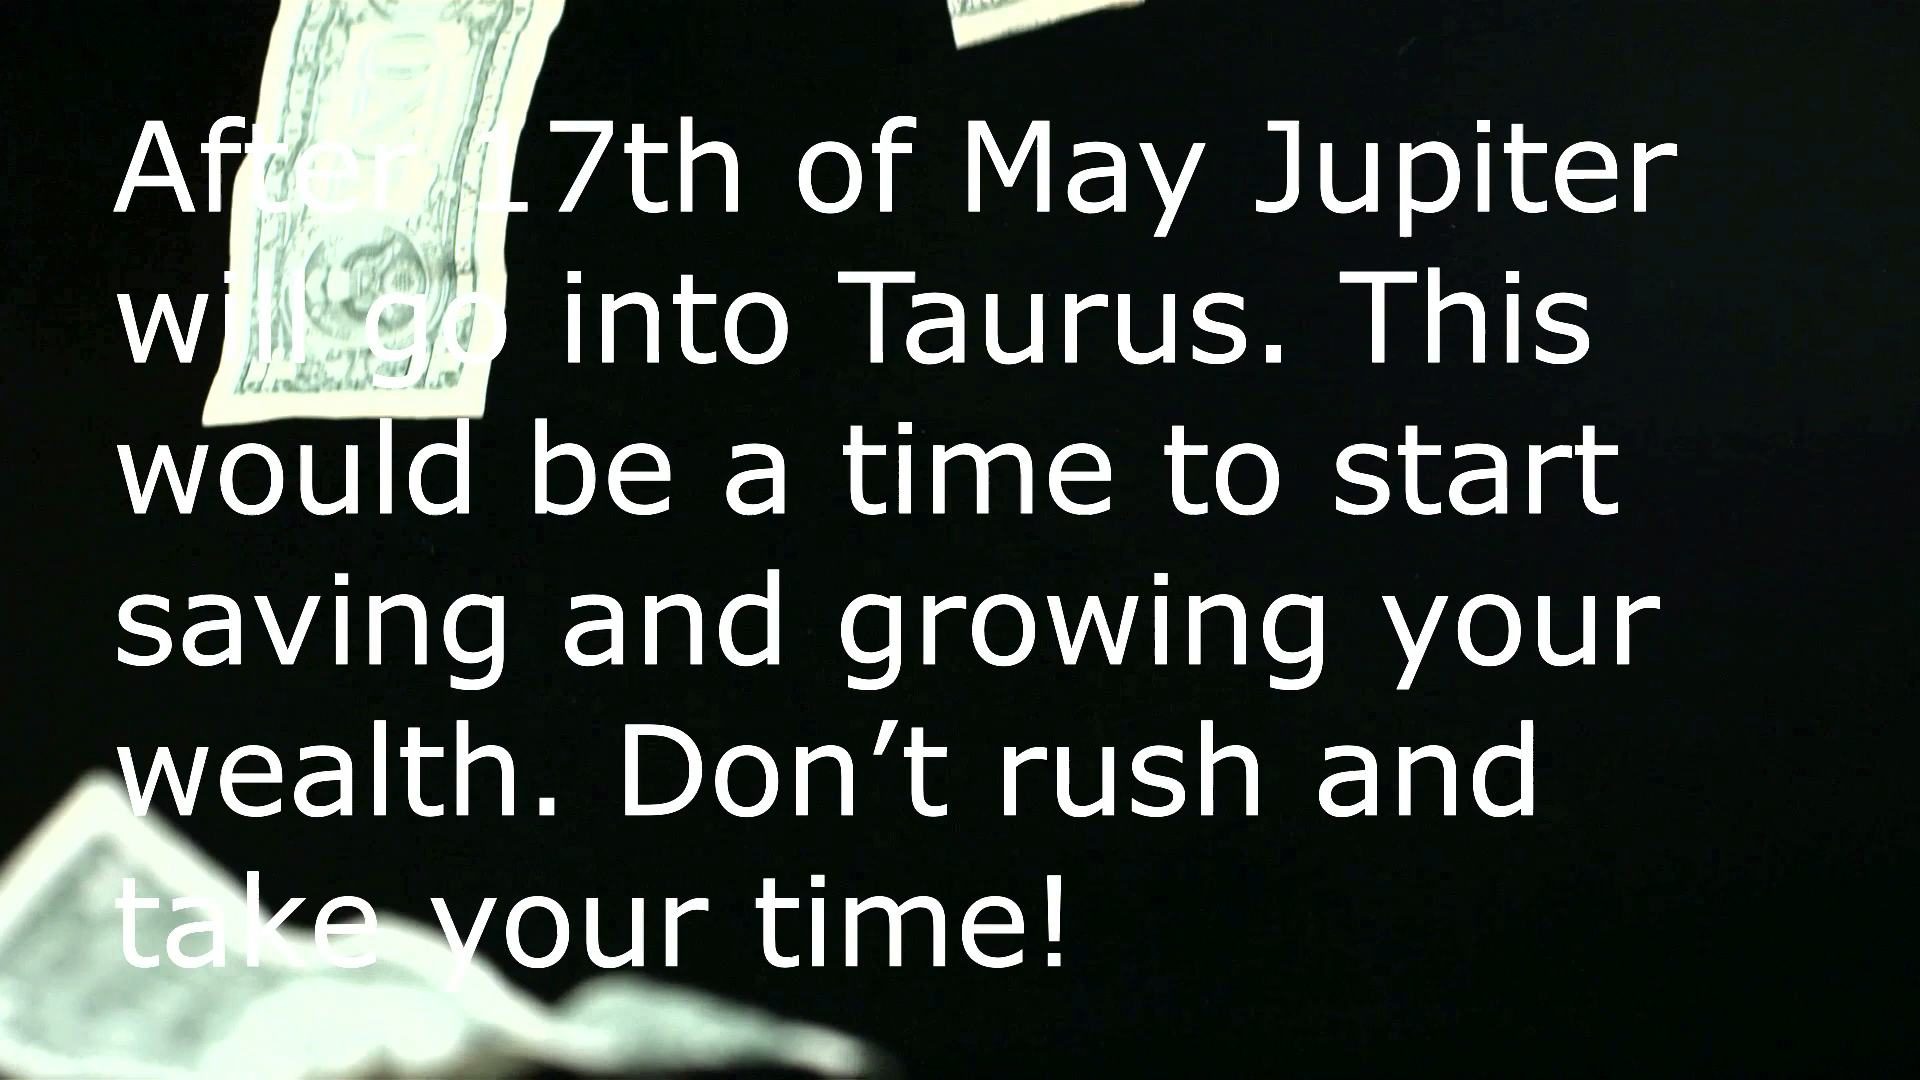 After 17th of May Jupiter
will go into Taurus. This
would be a time to start
saving and growing your
wealth. Don’t rush and
take your time!